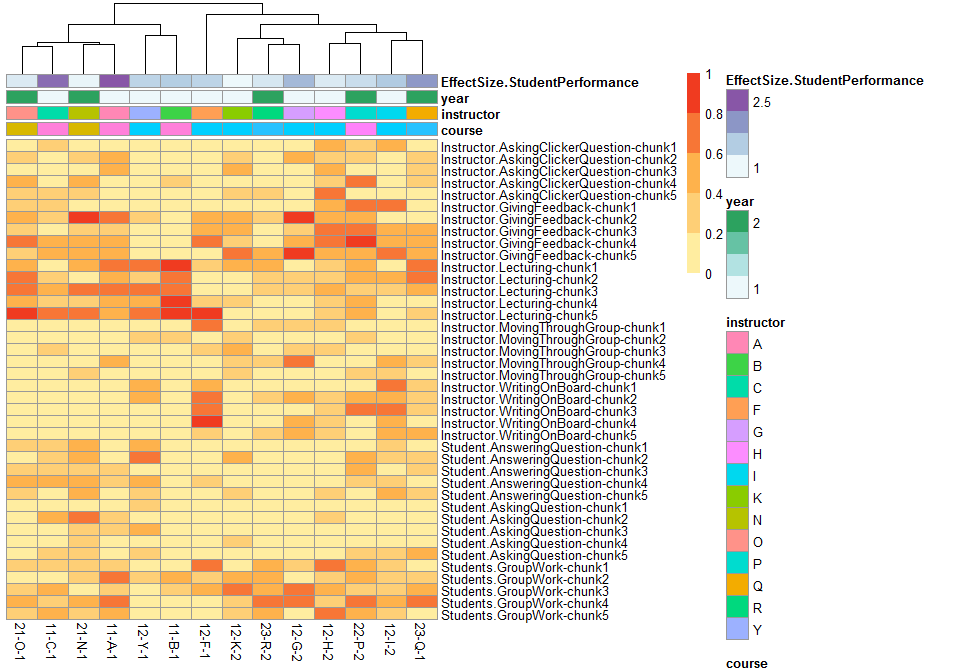 EffectSize.StudentPerformance
year
instructor
course
Instructor.AskingClickerQuestion-chunk1
Instructor.AskingClickerQuestion-chunk2
Instructor.AskingClickerQuestion-chunk3
Instructor.AskingClickerQuestion-chunk4
Instructor.AskingClickerQuestion-chunk5
Instructor.GivingFeedback-chunk1
Instructor.GivingFeedback-chunk2
Instructor.GivingFeedback-chunk3
Instructor.GivingFeedback-chunk4
Instructor.GivingFeedback-chunk5
Instructor.Lecturing-chunk1
Instructor.Lecturing-chunk2
Instructor.Lecturing-chunk3
Instructor.Lecturing-chunk4
Instructor.Lecturing-chunk5
Instructor.MovingThroughGroup-chunk1
Instructor.MovingThroughGroup-chunk2
Instructor.MovingThroughGroup-chunk3
Instructor.MovingThroughGroup-chunk4
Instructor.MovingThroughGroup-chunk5
Instructor.WritingOnBoard-chunk1
Instructor.WritingOnBoard-chunk2
Instructor.WritingOnBoard-chunk3
Instructor.WritingOnBoard-chunk4
Instructor.WritingOnBoard-chunk5
Student.AnsweringQuestion-chunk1
Student.AnsweringQuestion-chunk2
Student.AnsweringQuestion-chunk3
Student.AnsweringQuestion-chunk4
Student.AnsweringQuestion-chunk5
Student.AskingQuestion-chunk1
Student.AskingQuestion-chunk2
Student.AskingQuestion-chunk3
Student.AskingQuestion-chunk4
Student.AskingQuestion-chunk5
Students.GroupWork-chunk1
Students.GroupWork-chunk2
Students.GroupWork-chunk3
Students.GroupWork-chunk4
Students.GroupWork-chunk5
21-O-1
11-C-1
21-N-1
11-A-1
12-Y-1
11-B-1
12-F-1
12-K-2
23-R-2
12-G-2
12-H-2
22-P-2
12-I-2
23-Q-1
1
0.8
0.6
0.4
0.2
0
EffectSize.StudentPerformance
2.5
1
year
2
1
instructor
A
B
C
F
G
H
I
K
N
O
P
Q
R
Y
course